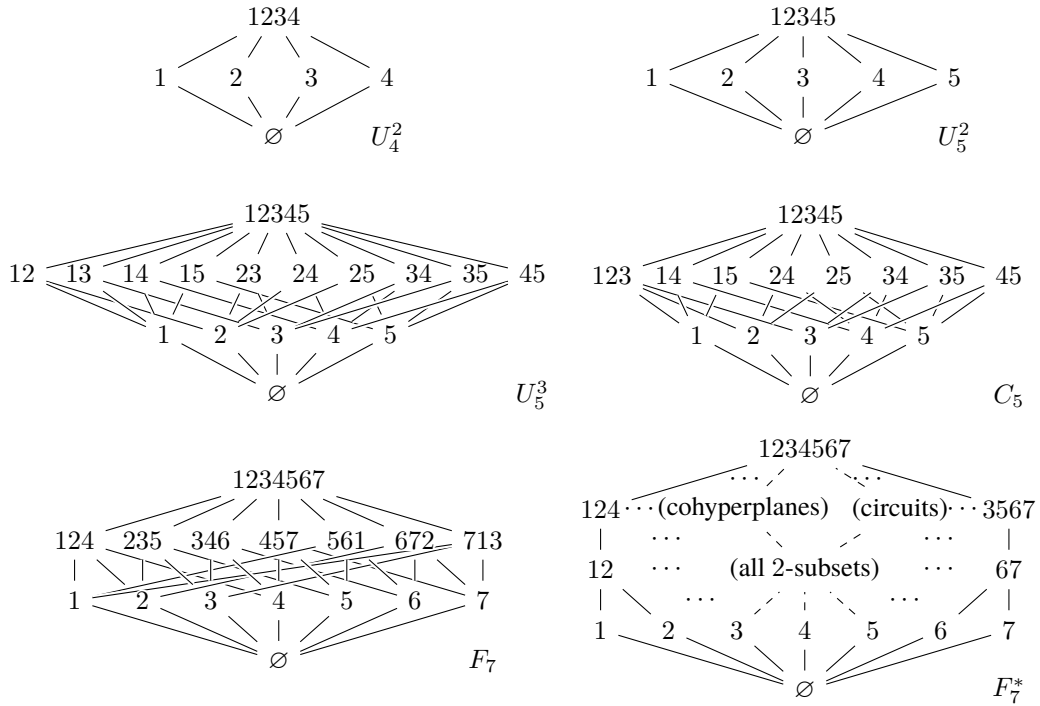 1234
1 2 3 4
∅
U₄²
12345
1 2 3 4 5
∅
U₅²
12345
12 13 14 15 23 24 25 34 35 45
1 2 3 4 5
∅
U₅³
12345
123 14 15 24 25 34 35 45
1 2 3 4 5
∅
C₅
1234567
124 235 346 457 561 672 713
1 2 3 4 5 6 7
∅
F₇
1234567
··· ···
124 ··· (cohyperplanes) (circuits) ··· 3567
··· ···
12 ··· (all 2-subsets) ··· 67
··· ···
1 2 3 4 5 6 7
∅
F₇*